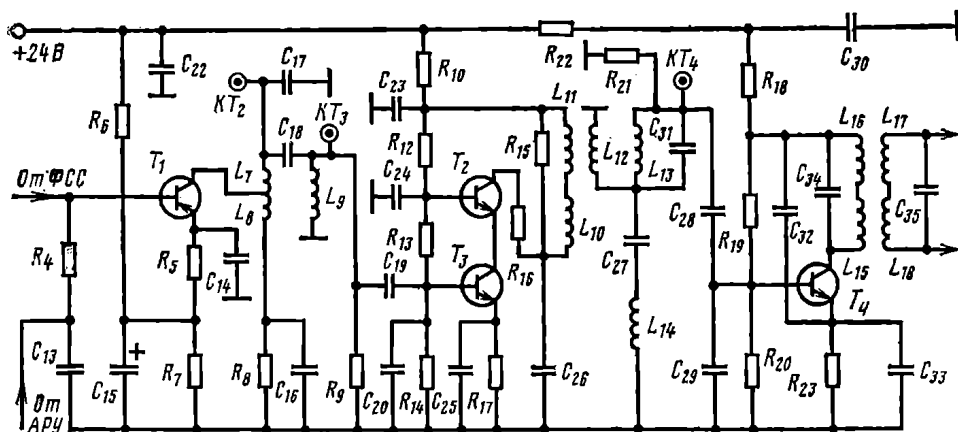 +24В
C22
C17
КТ2
C18
КТ3
R10
C23
R22
R21
КТ4
C30
R6
R12
L11
R15
L12
C31
L13
R18
L16
L17
От ФСС
T1
L7
L8
L9
C24
T2
C34
C35
R4
R5
C14
R13
C19
T3
R16
L10
C27
C28
R19
C32
L15
L18
T4
L14
C13
C15
+
R7
R8
C16
R9
C20
R14
C25
R17
C26
C29
R20
R23
C33
От
АРУ